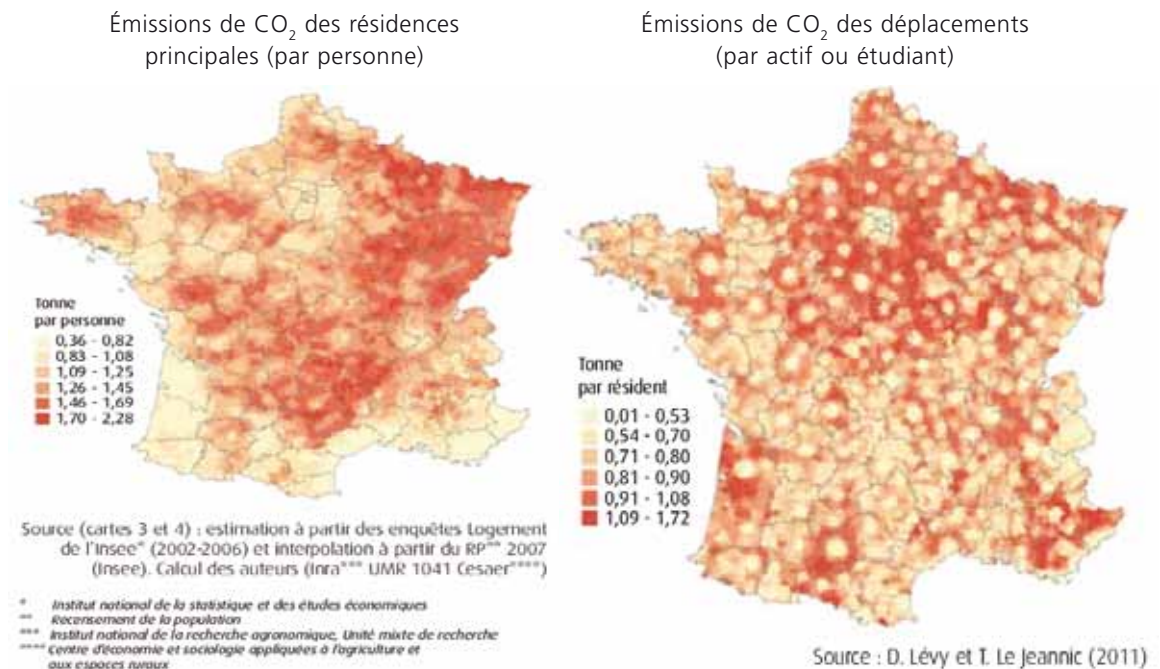 Émissions de CO₂ des résidences
principales (par personne)
Tonne
par personne
0,36 - 0,82
0,83 - 1,08
1,09 - 1,25
1,26 - 1,45
1,46 - 1,69
1,70 - 2,28
Source (cartes 3 et 4) : estimation à partir des enquêtes Logement
de l'Insee* (2002-2006) et interpolation à partir du RP** 2007
(Insee). Calcul des auteurs (Inra*** UMR 1041 Cesaer****)
* Institut national de la statistique et des études économiques
** Recensement de la population
*** Institut national de la recherche agronomique, Unité mixte de recherche
**** Centre d'économie et sociologie appliquées à l'agriculture et
aux espaces ruraux
Émissions de CO₂ des déplacements
(par actif ou étudiant)
Tonne
par résident
0,01 - 0,53
0,54 - 0,70
0,71 - 0,80
0,81 - 0,90
0,91 - 1,08
1,09 - 1,72
Source : D. Lévy et T. Le Jeannic (2011)